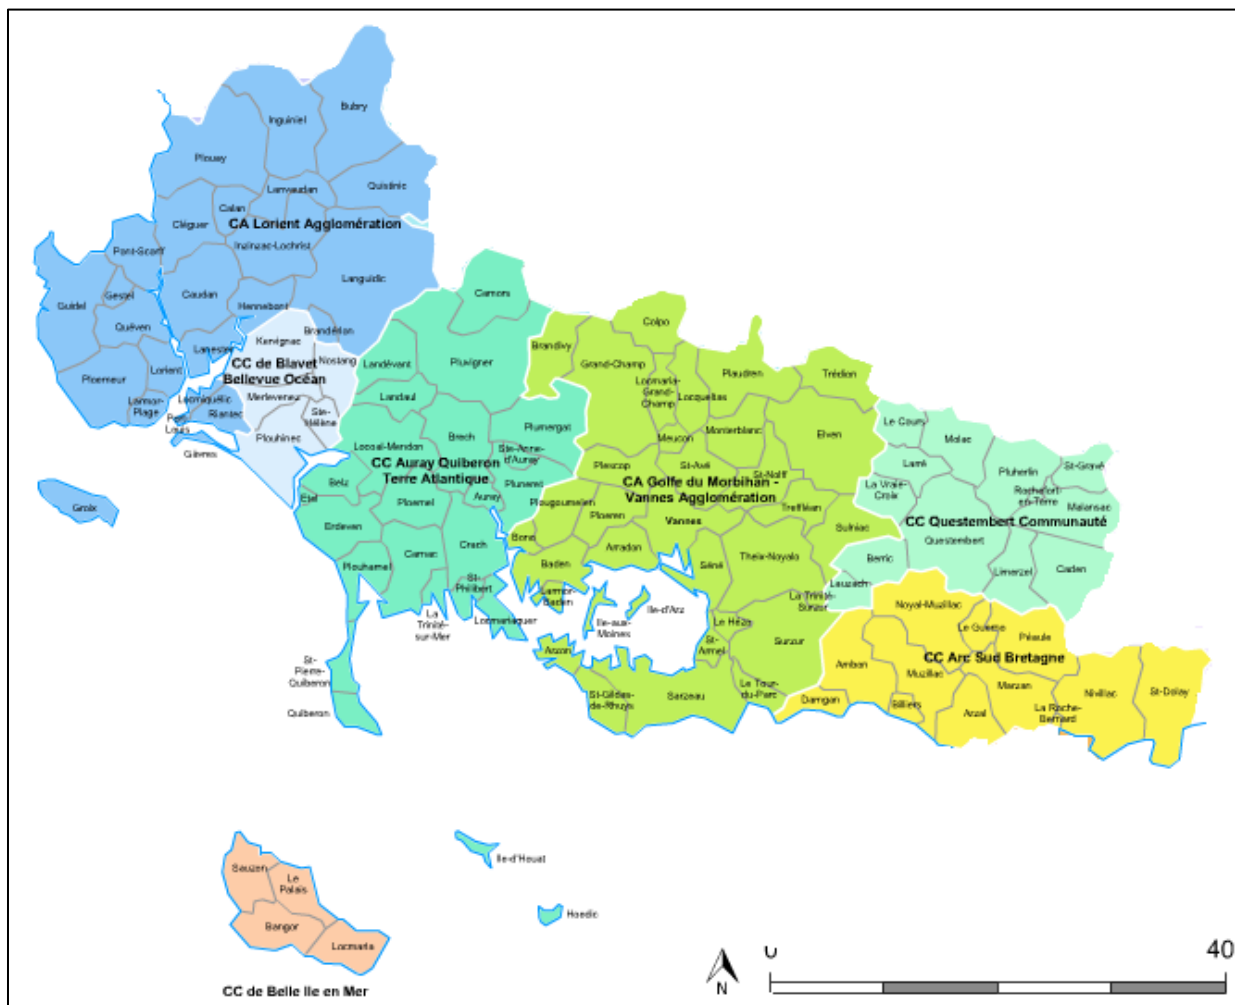 Bubry
Inguiniel
Plouay
Quistinic
Lanvaudan
Calan
Cléguer
CA Lorient Agglomération
Inzinzac-Lochrist
Pont-Scorff
Languidic
Guidel
Gestel
Caudan
Hennebont
Quéven
Brandérion
Lanester
Kervignac
Nostang
Lorient
Ploemeur
CC de Blavet
Bellevue Océan
Larmor-
Plage
Locmiquélic
Riantec
Port-
Louis
Merlevenez
Ste-
Hélène
Plouhinec
Gâvres
Groix
Camors
Landévant
Pluvigner
Landaul
Brech
Plumergat
Locoal-Mendon
Ste-Anne-
d'Auray
CC Auray Quiberon
Terre Atlantique
Belz
Etel
Ploemel
Auray
Pluneret
Erdeven
Crach
Carnac
Plouharnel
St-
Philibert
La
Trinité-
sur-Mer
Locmariaquer
St-
Pierre-
Quiberon
Quiberon
Colpo
Brandivy
Grand-Champ
Locmaria-
Grand-
Champ
Locqueltas
Plaudren
Trédion
Meucon
Monterblanc
Elven
Plescop
St-Avé
St-Nolff
CA Golfe du Morbihan -
Vannes Agglomération
Plougoumelen
Ploeren
Vannes
Treffléan
Sulniac
Bono
Arradon
Baden
Séné
Theix-Noyalo
Larmor-
Baden
Ile-d'Arz
Ile-aux-
Moines
La Trinité-
Surzur
Le Hézo
St-
Armel
Surzur
Arzon
St-Gildas-
de-Rhuys
Sarzeau
Le Tour-
du-Parc
Le Cours
Molac
Larré
Pluherlin
St-Gravé
La Vraie-
Croix
Rochefort-
en-Terre
Malansac
CC Questembert Communauté
Questembert
Berric
Lauzach
Limerzel
Caden
Noyal-Muzillac
Le Guerno
Péaule
CC Arc Sud Bretagne
Ambon
Muzillac
Marzan
Nivillac
St-Dolay
Damgan
Billiers
Arzal
La Roche-
Bernard
Ile-d'Houat
Hoedic
Sauzon
Le
Palais
Bangor
Locmaria
CC de Belle Ile en Mer
N
0
40